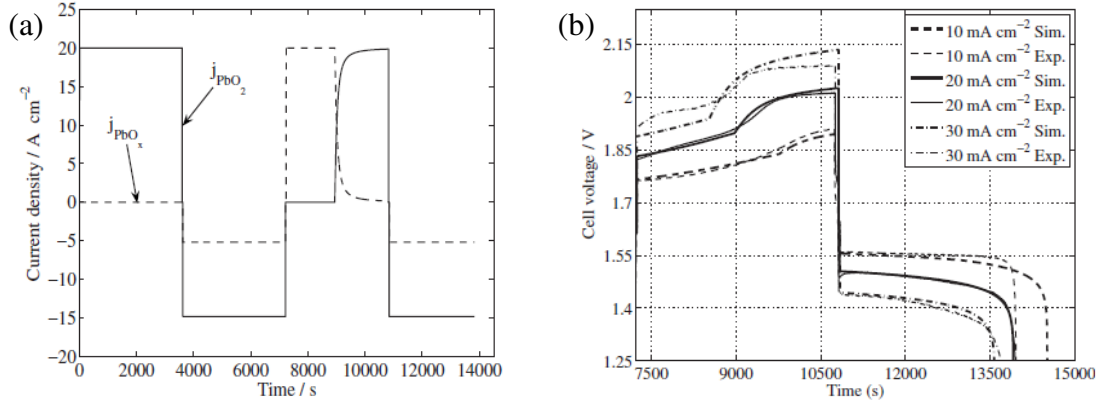 (a)
Current density / A cm⁻²
25
20
15
10
5
0
−5
−10
−15
−20
j_PbO₂
j_PbOₓ
0
2000
4000
6000
8000
10000
12000
14000
Time / s
(b)
Cell voltage / V
2.15
2
1.85
1.7
1.55
1.4
1.25
10 mA cm⁻² Sim.
10 mA cm⁻² Exp.
20 mA cm⁻² Sim.
20 mA cm⁻² Exp.
30 mA cm⁻² Sim.
30 mA cm⁻² Exp.
7500
9000
10500
12000
13500
15000
Time (s)